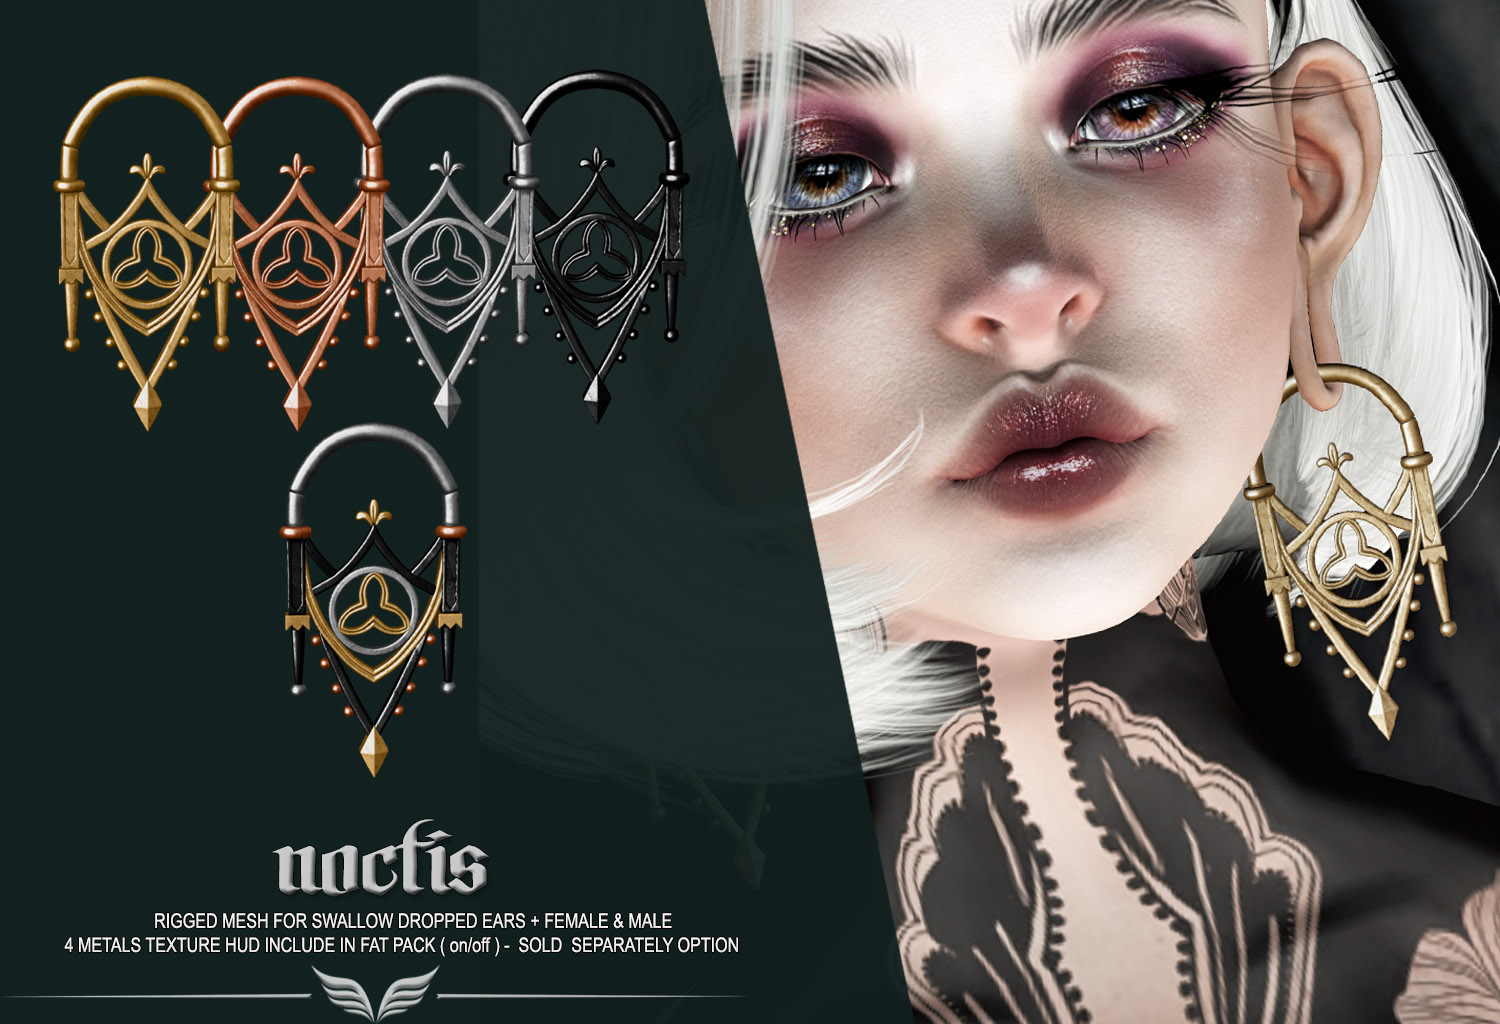 noctis
RIGGED MESH FOR SWALLOW DROPPED EARS + FEMALE & MALE
4 METALS TEXTURE HUD INCLUDE IN FAT PACK ( on/off ) - SOLD SEPARATELY OPTION